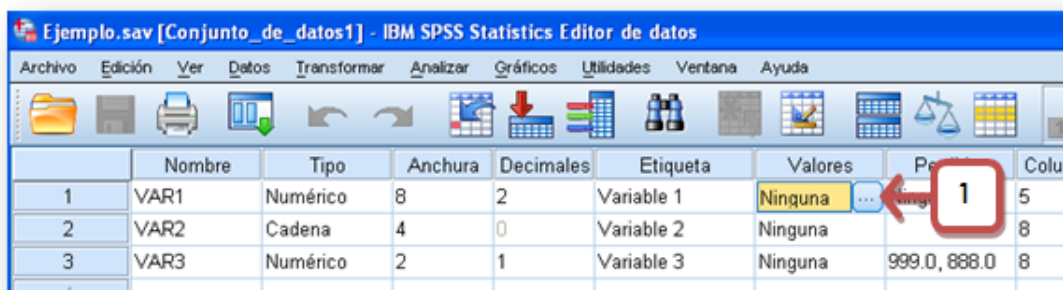 Ejemplo.sav [Conjunto_de_datos1] - IBM SPSS Statistics Editor de datos
Archivo Edición Ver Datos Transformar Analizar Gráficos Utilidades Ventana Ayuda
Nombre Tipo Anchura Decimales Etiqueta Valores
1 VAR1 Numérico 8 2 Variable 1 Ninguna ... 1 5
2 VAR2 Cadena 4 0 Variable 2 Ninguna 8
3 VAR3 Numérico 2 1 Variable 3 Ninguna 999.0, 888.0 8